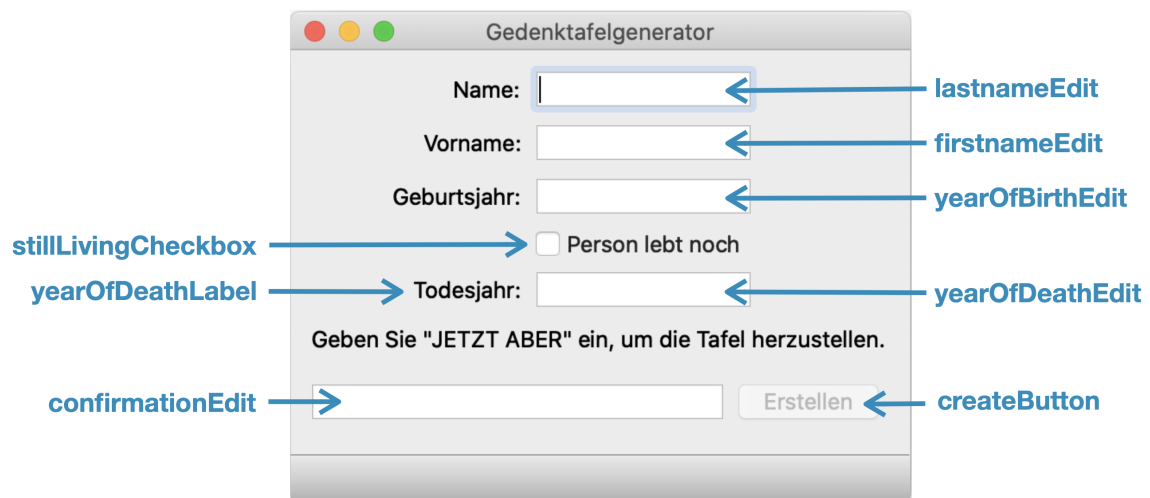 Gedenktafelgenerator
Name:
lastnameEdit
Vorname:
firstnameEdit
Geburtsjahr:
yearOfBirthEdit
stillLivingCheckbox
Person lebt noch
yearOfDeathLabel
Todesjahr:
yearOfDeathEdit
Geben Sie "JETZT ABER" ein, um die Tafel herzustellen.
confirmationEdit
Erstellen
createButton